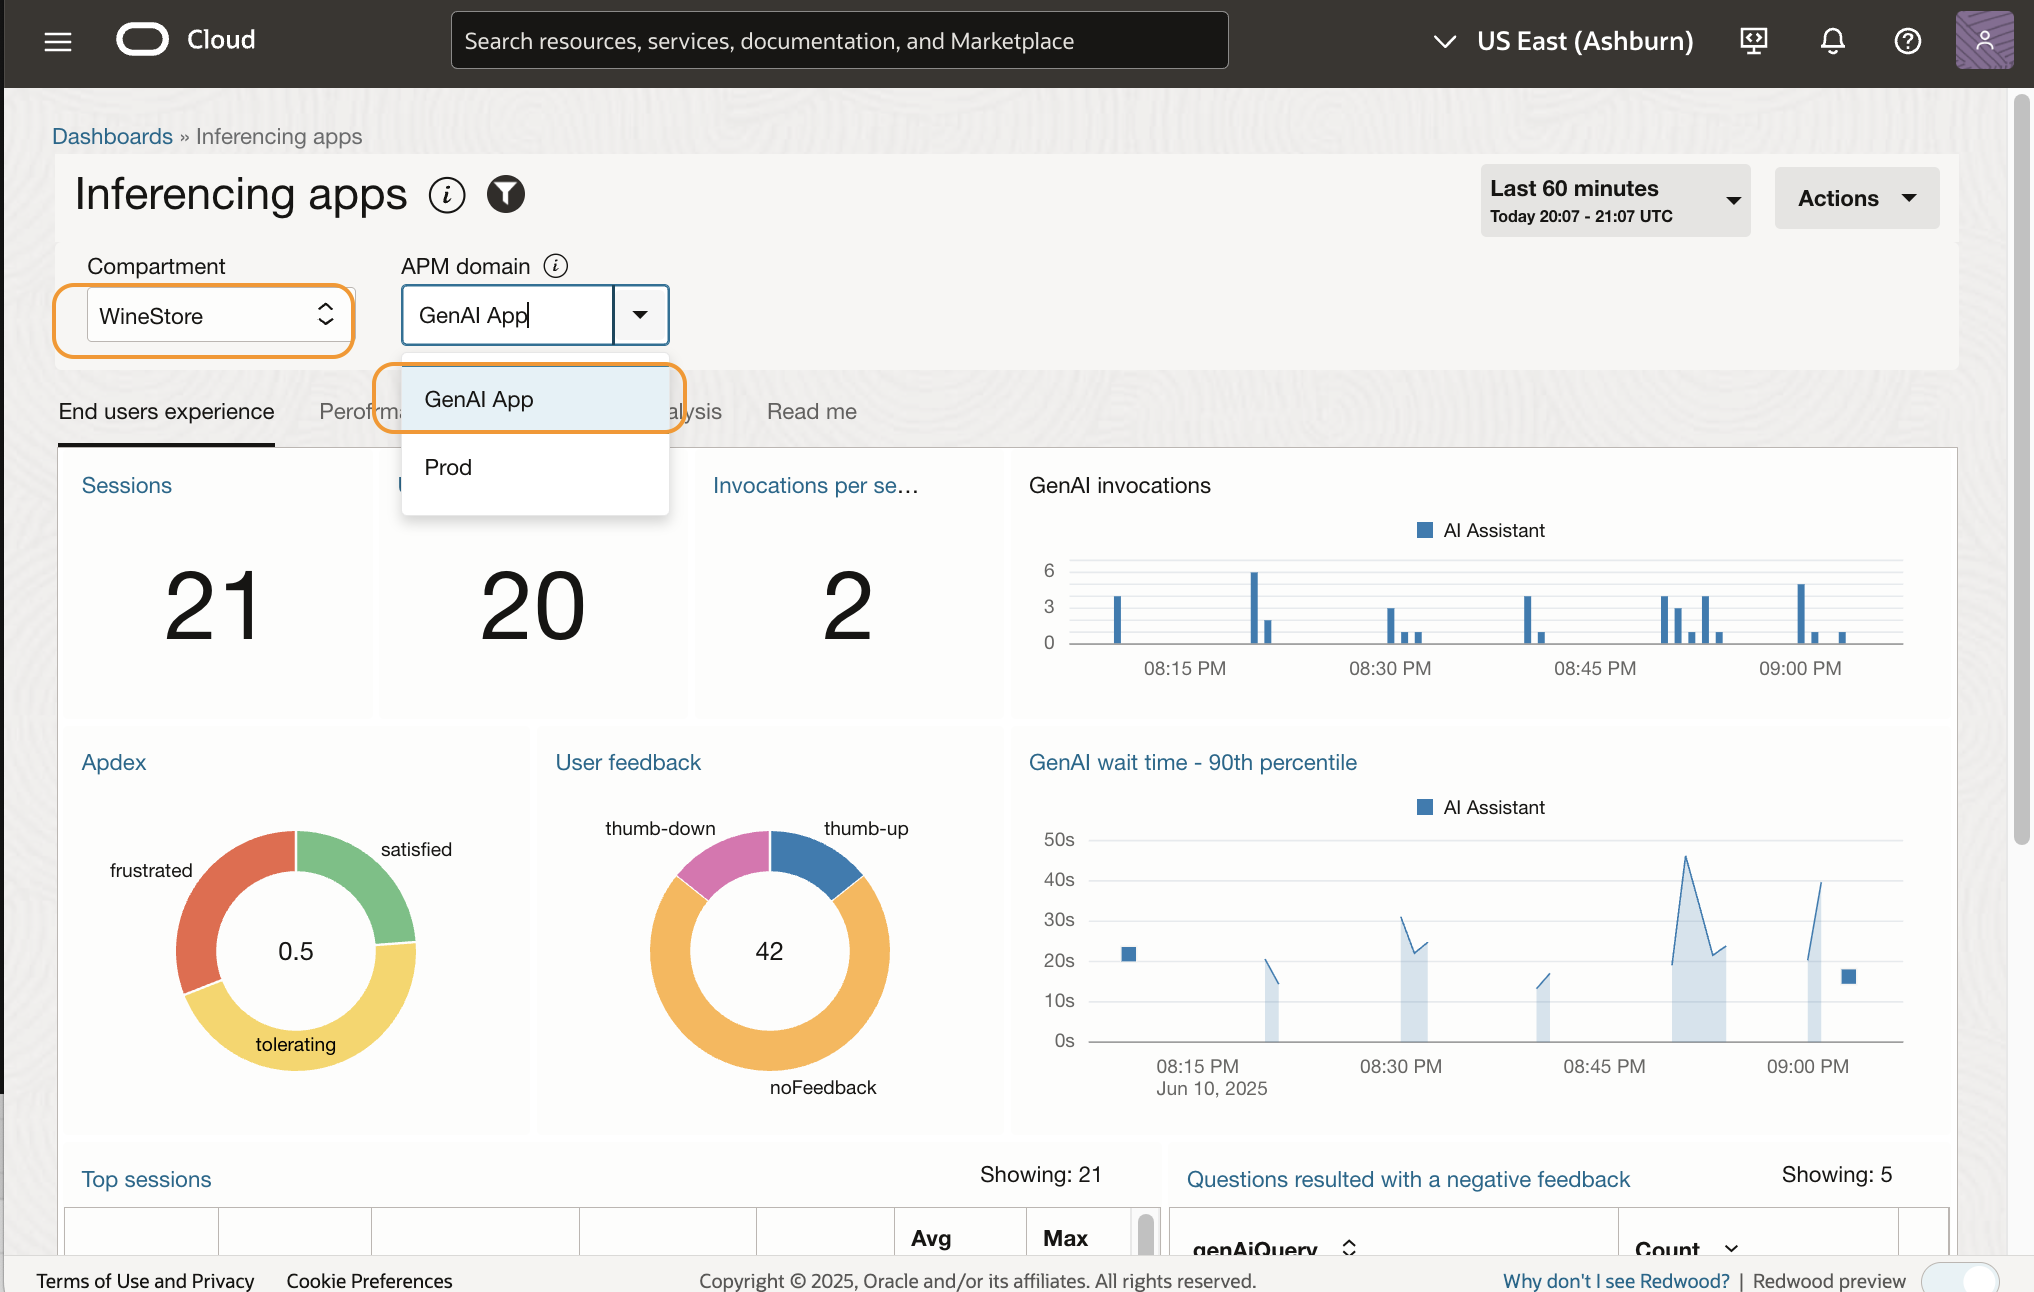 Cloud
Search resources, services, documentation, and Marketplace
US East (Ashburn)
Dashboards » Inferencing apps
Inferencing apps
Last 60 minutes
Today 20:07 - 21:07 UTC
Actions
Compartment
APM domain
WineStore
GenAI App
GenAI App
Prod
End users experience
Perofrma
alysis
Read me
Sessions
21
20
Invocations per se…
2
GenAI invocations
AI Assistant
6
3
0
08:15 PM
08:30 PM
08:45 PM
09:00 PM
Apdex
frustrated
satisfied
0.5
tolerating
User feedback
thumb-down
thumb-up
42
noFeedback
GenAI wait time - 90th percentile
AI Assistant
50s
40s
30s
20s
10s
0s
08:15 PM
Jun 10, 2025
08:30 PM
08:45 PM
09:00 PM
Top sessions
Showing: 21
Avg
Max
Questions resulted with a negative feedback
Showing: 5
genAiQuery
Count
Terms of Use and Privacy
Cookie Preferences
Copyright © 2025, Oracle and/or its affiliates. All rights reserved.
Why don't I see Redwood? | Redwood preview